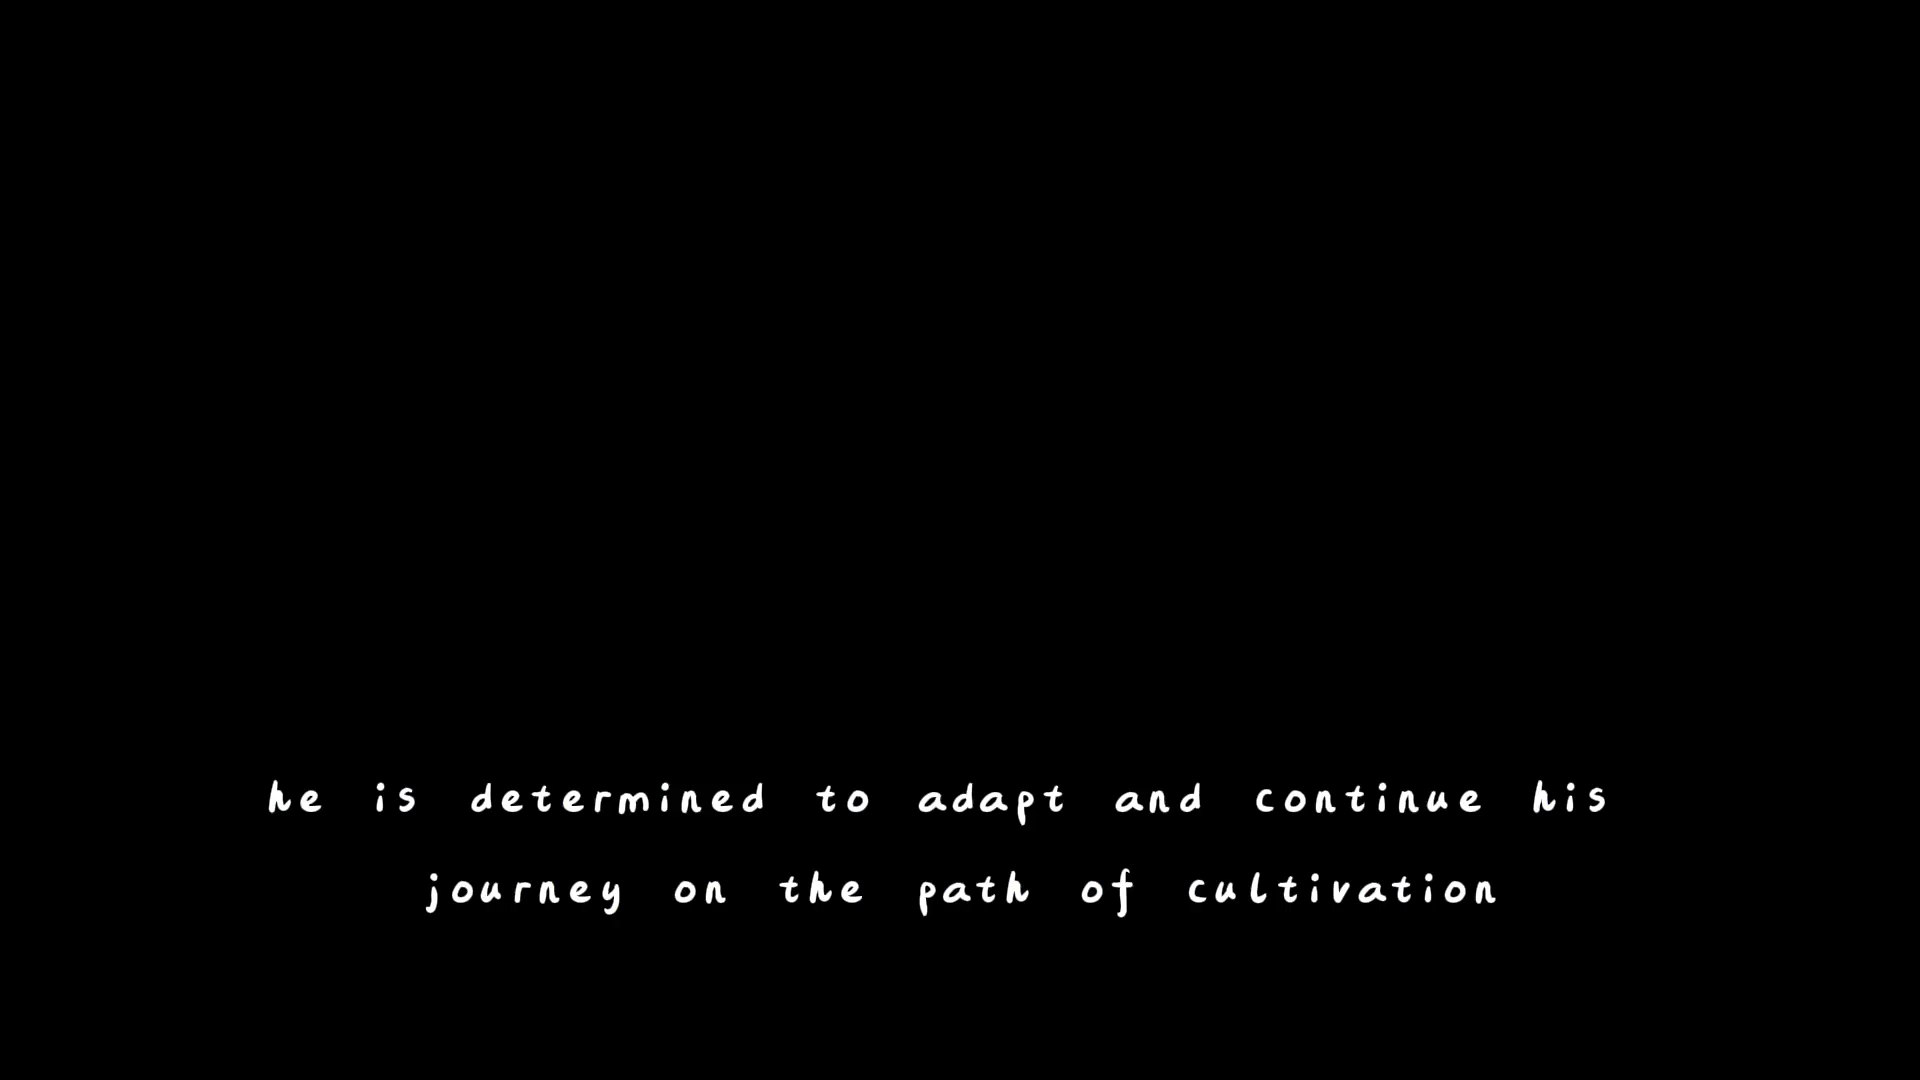 he is determined to adapt and continue his
journey on the path of cultivation